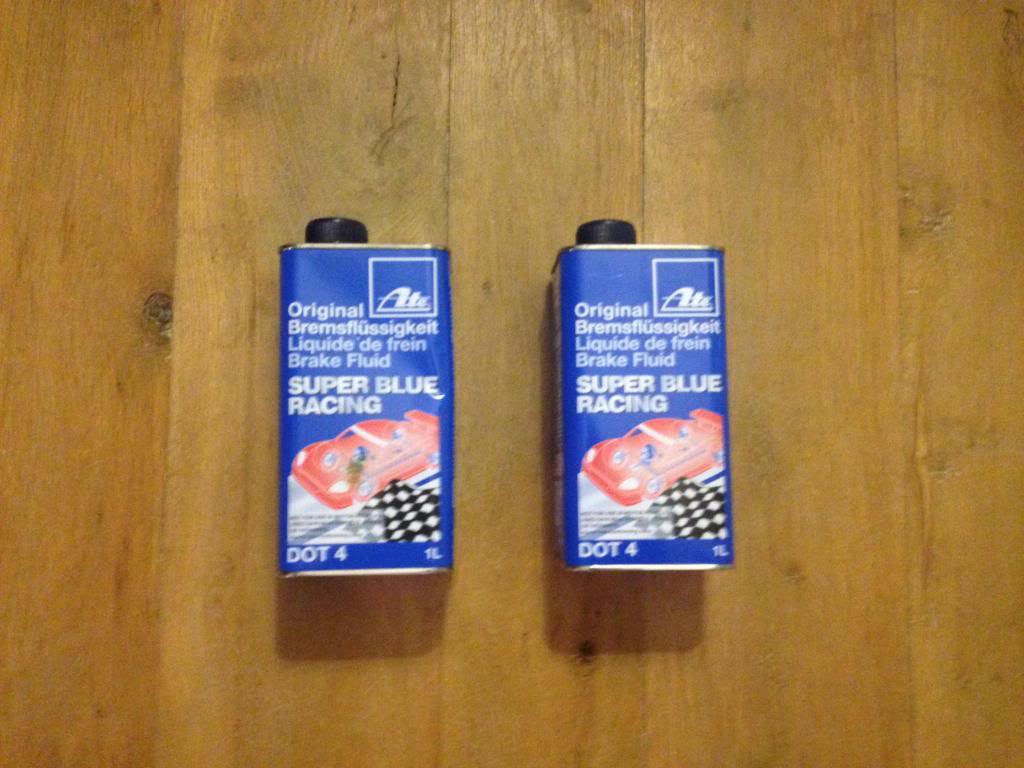 Ate
Original
Bremsflüssigkeit
Liquide de frein
Brake Fluid
SUPER BLUE
RACING
DOT 4 1L
Ate
Original
Bremsflüssigkeit
Liquide de frein
Brake Fluid
SUPER BLUE
RACING
DOT 4 1L